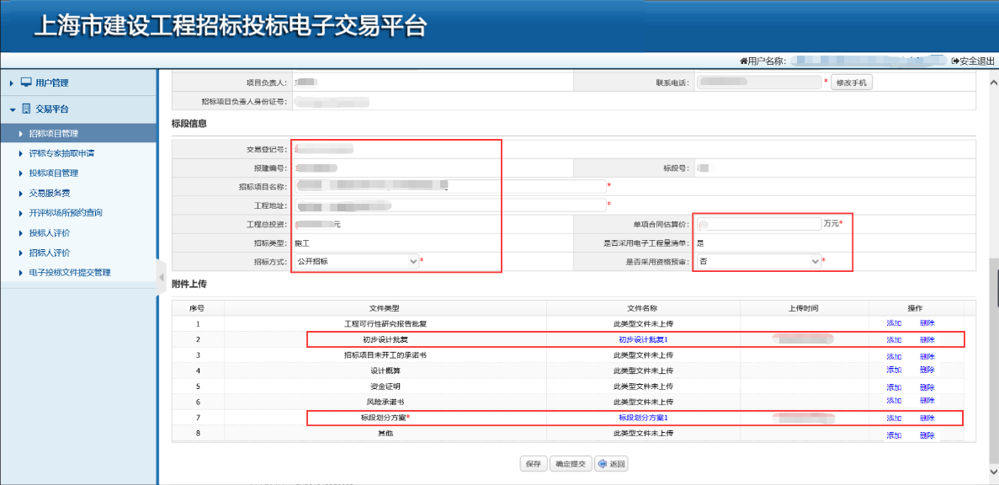 上海市建设工程招标投标电子交易平台
用户名称: 安全退出
用户管理
交易平台
招标项目管理
评标专家抽取申请
投标项目管理
交易服务费
开评标场所预约查询
投标人评价
招标人评价
电子投标文件提交管理
项目负责人: 联系电话: * 修改手机
招标项目负责人身份证号:
标段信息
交易登记号:
报建编号: 标段号:
招标项目名称: *
工程地址: *
工程总投资: 元 单项合同估算价: 万元*
招标类型: 施工 是否采用电子工程量清单: 是
招标方式: 公开招标 * 是否采用资格预审: 否 *
附件上传
序号 文件类型 文件名称 上传时间 操作
1 工程可行性研究报告批复 此类型文件未上传 添加 删除
2 初步设计批复 初步设计批复1 添加 删除
3 招标项目未开工的承诺书 此类型文件未上传 添加 删除
4 设计概算 此类型文件未上传 添加 删除
5 资金证明 此类型文件未上传 添加 删除
6 风险承诺书 此类型文件未上传 添加 删除
7 标段划分方案* 标段划分方案1 添加 删除
8 其他 此类型文件未上传 添加 删除
保存 确定提交 返回